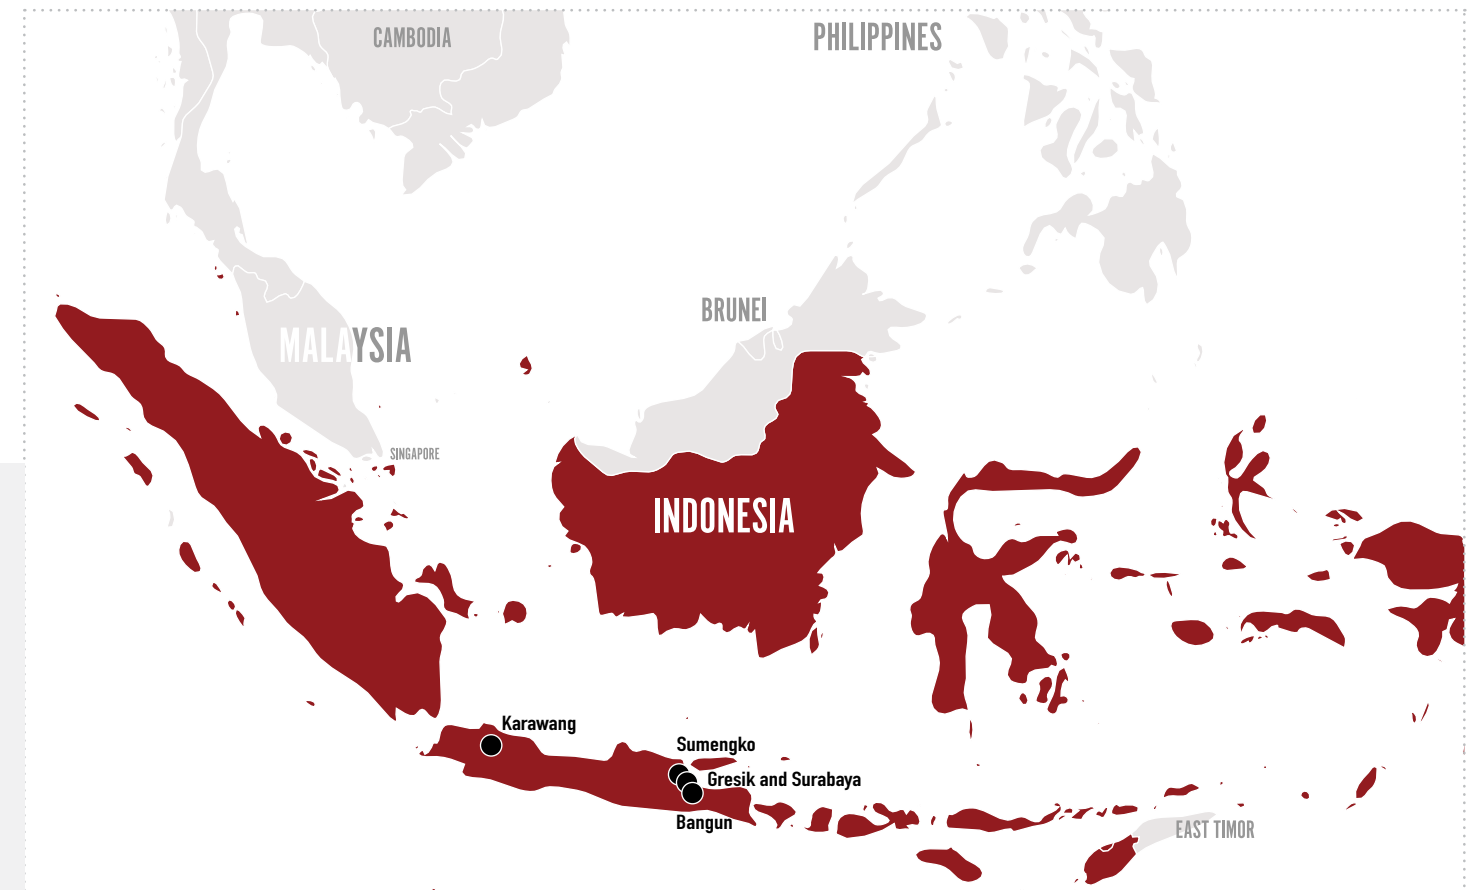 CAMBODIA
PHILIPPINES
BRUNEI
MALAYSIA
SINGAPORE
INDONESIA
Karawang
Sumengko
Gresik and Surabaya
Bangun
EAST TIMOR